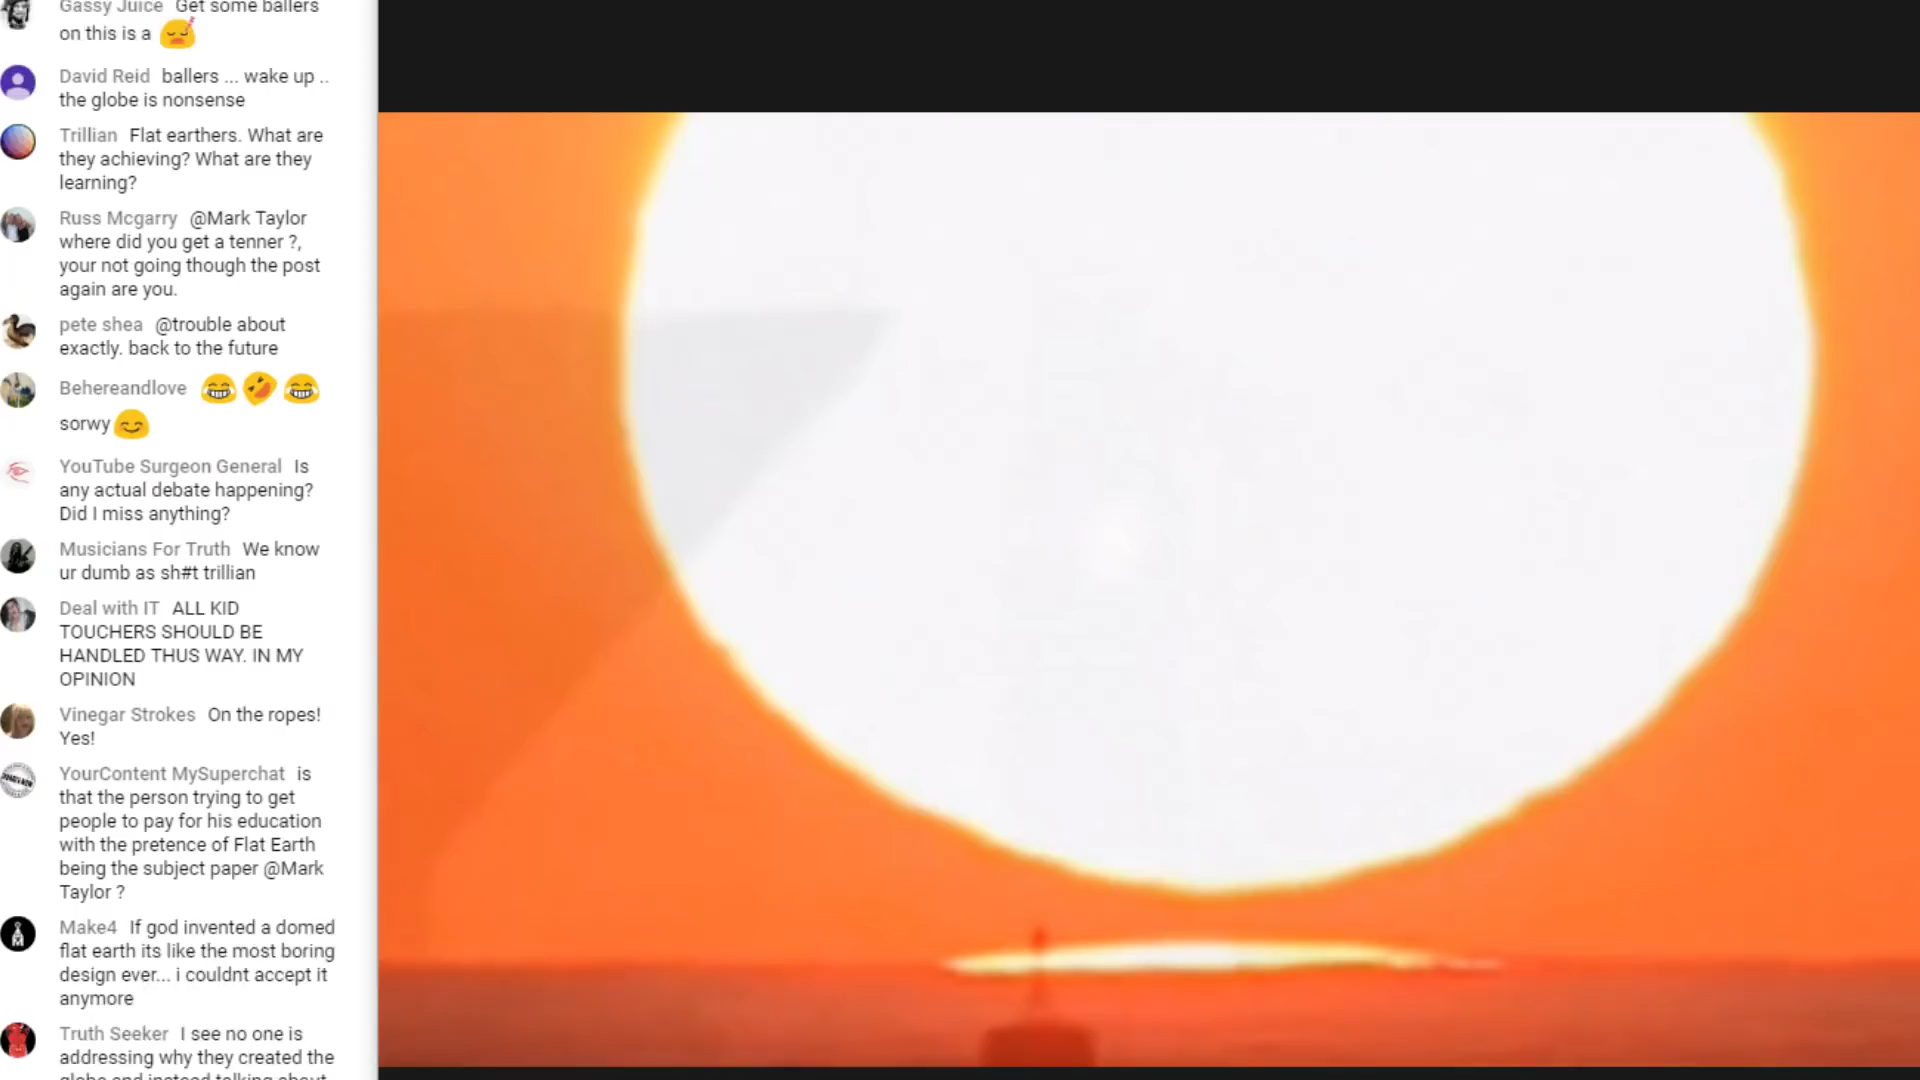 Gassy Juice Get some ballers
on this is a
David Reid ballers ... wake up ..
the globe is nonsense
Trillian Flat earthers. What are
they achieving? What are they
learning?
Russ Mcgarry @Mark Taylor
where did you get a tenner ?,
your not going though the post
again are you.
pete shea @trouble about
exactly. back to the future
Behereandlove
sorwy
YouTube Surgeon General Is
any actual debate happening?
Did I miss anything?
Musicians For Truth We know
ur dumb as sh#t trillian
Deal with IT ALL KID
TOUCHERS SHOULD BE
HANDLED THUS WAY. IN MY
OPINION
Vinegar Strokes On the ropes!
Yes!
YourContent MySuperchat is
that the person trying to get
people to pay for his education
with the pretence of Flat Earth
being the subject paper @Mark
Taylor ?
Make4 If god invented a domed
flat earth its like the most boring
design ever... i couldnt accept it
anymore
Truth Seeker I see no one is
addressing why they created the
globe and instead talking about